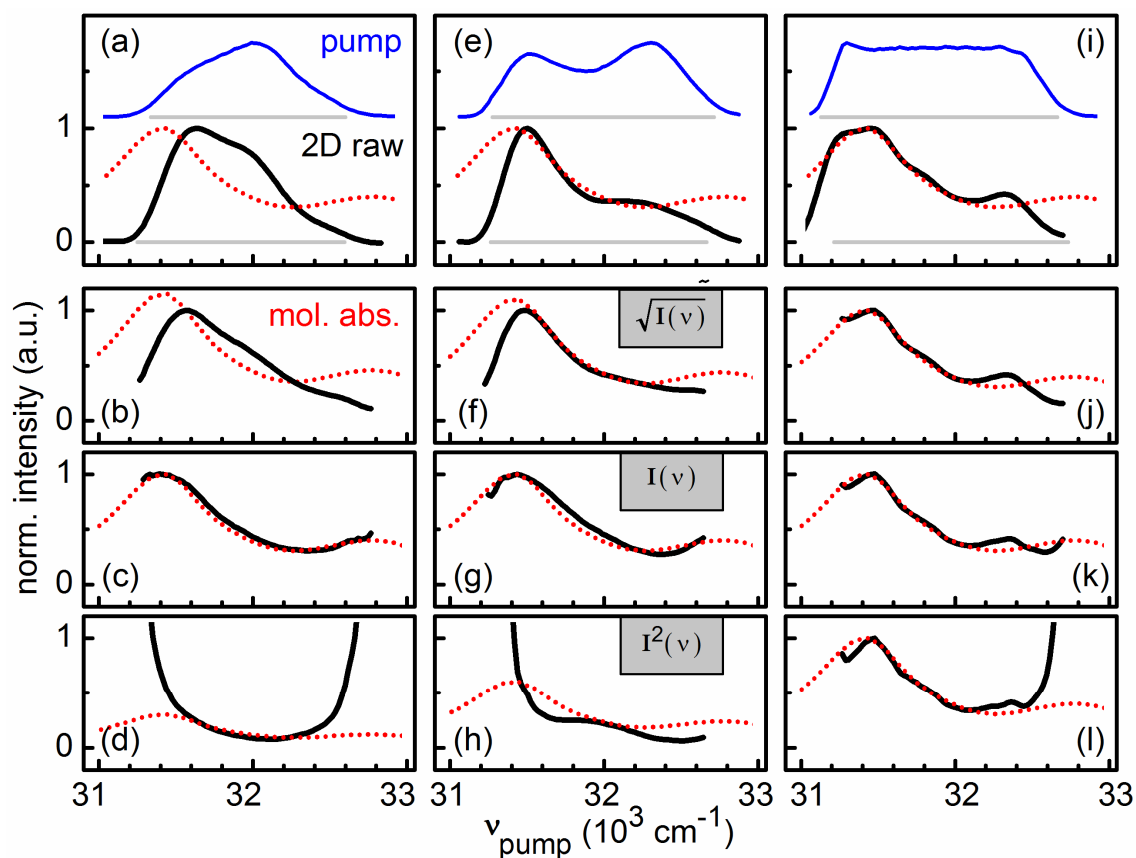 (a) pump (e) (i)
1
2D raw
0
1 mol. abs. √I(ν) ~
0 (b) (f) (j)
1 I(ν)
0 (c) (g) (k)
1 I²(ν)
0 (d) (h) (l)
31 32 33 31 32 33 31 32 33
norm. intensity (a.u.)
ν_pump (10³ cm⁻¹)